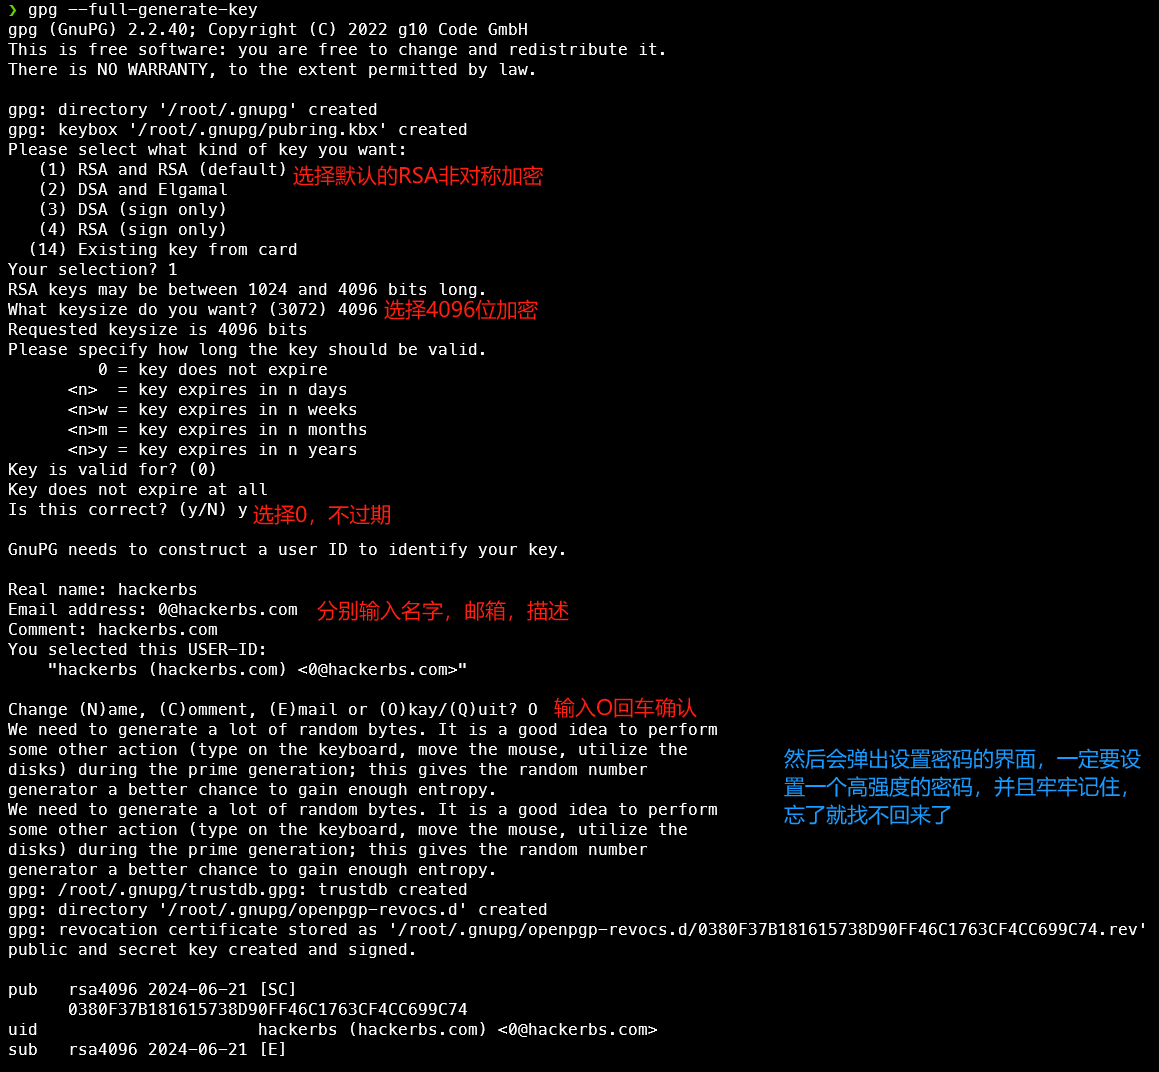 ❯ gpg --full-generate-key
gpg (GnuPG) 2.2.40; Copyright (C) 2022 g10 Code GmbH
This is free software: you are free to change and redistribute it.
There is NO WARRANTY, to the extent permitted by law.
gpg: directory '/root/.gnupg' created
gpg: keybox '/root/.gnupg/pubring.kbx' created
Please select what kind of key you want:
   (1) RSA and RSA (default) 选择默认的RSA非对称加密
   (2) DSA and Elgamal
   (3) DSA (sign only)
   (4) RSA (sign only)
  (14) Existing key from card
Your selection? 1
RSA keys may be between 1024 and 4096 bits long.
What keysize do you want? (3072) 4096 选择4096位加密
Requested keysize is 4096 bits
Please specify how long the key should be valid.
         0 = key does not expire
      <n>  = key expires in n days
      <n>w = key expires in n weeks
      <n>m = key expires in n months
      <n>y = key expires in n years
Key is valid for? (0)
Key does not expire at all
Is this correct? (y/N) y 选择0，不过期
GnuPG needs to construct a user ID to identify your key.
Real name: hackerbs
Email address: 0@hackerbs.com 分别输入名字，邮箱，描述
Comment: hackerbs.com
You selected this USER-ID:
    "hackerbs (hackerbs.com) <0@hackerbs.com>"
Change (N)ame, (C)omment, (E)mail or (O)kay/(Q)uit? O 输入O回车确认
We need to generate a lot of random bytes. It is a good idea to perform
some other action (type on the keyboard, move the mouse, utilize the
disks) during the prime generation; this gives the random number
generator a better chance to gain enough entropy.
We need to generate a lot of random bytes. It is a good idea to perform
some other action (type on the keyboard, move the mouse, utilize the
disks) during the prime generation; this gives the random number
generator a better chance to gain enough entropy.
然后会弹出设置密码的界面，一定要设
置一个高强度的密码，并且牢牢记住，
忘了就找不回来了
gpg: /root/.gnupg/trustdb.gpg: trustdb created
gpg: directory '/root/.gnupg/openpgp-revocs.d' created
gpg: revocation certificate stored as '/root/.gnupg/openpgp-revocs.d/0380F37B181615738D90FF46C1763CF4CC699C74.rev'
public and secret key created and signed.
pub   rsa4096 2024-06-21 [SC]
      0380F37B181615738D90FF46C1763CF4CC699C74
uid                      hackerbs (hackerbs.com) <0@hackerbs.com>
sub   rsa4096 2024-06-21 [E]